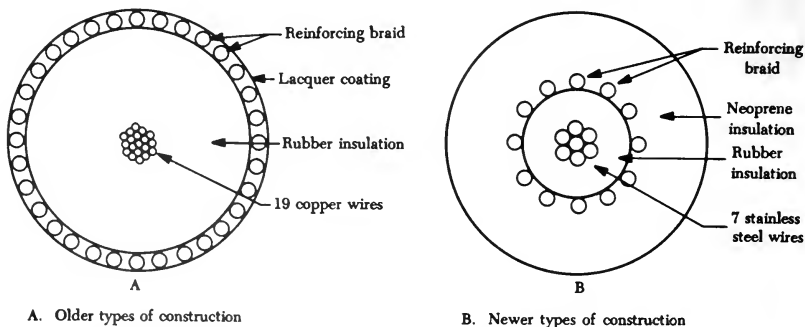 Reinforcing braid
Lacquer coating
Rubber insulation
19 copper wires
A
A. Older types of construction
Reinforcing
braid
Neoprene
insulation
Rubber
insulation
7 stainless
steel wires
B
B. Newer types of construction